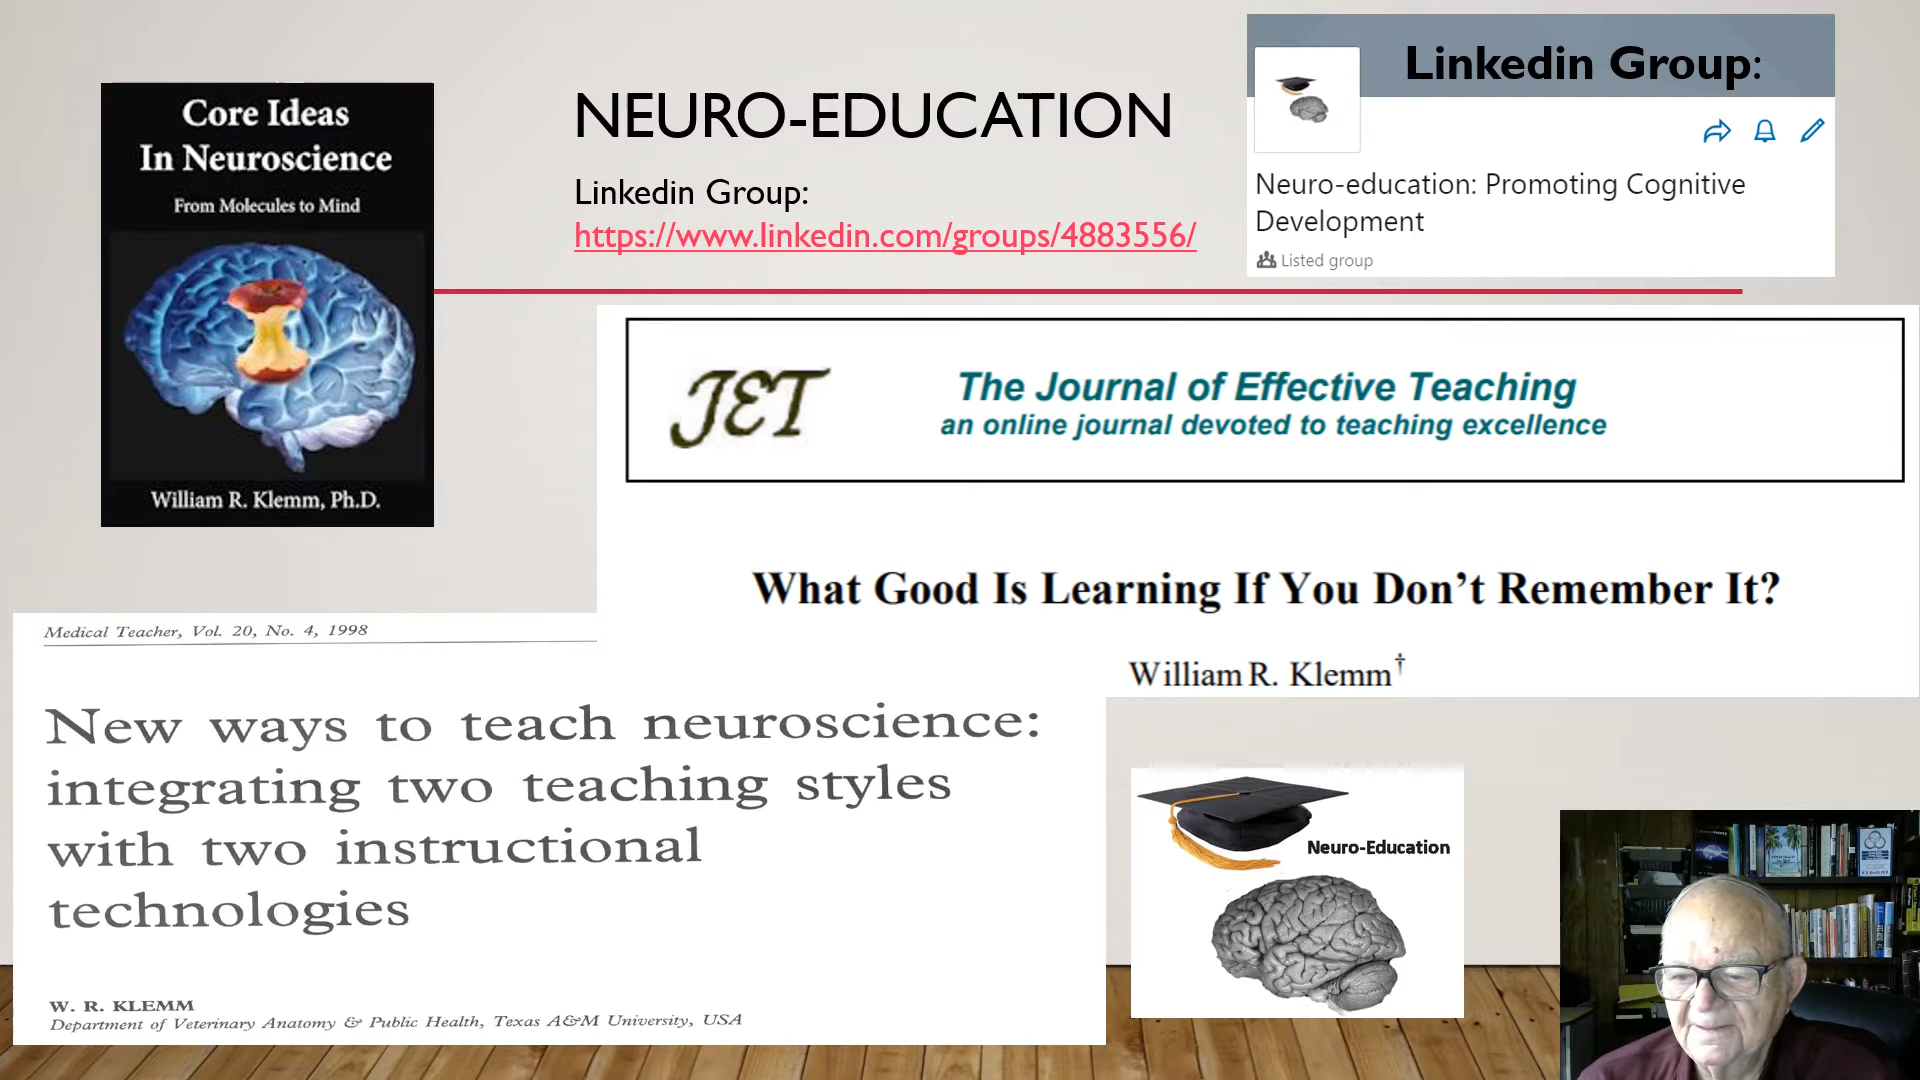 Core Ideas
In Neuroscience
From Molecules to Mind
William R. Klemm, Ph.D.
NEURO-EDUCATION
Linkedin Group:
https://www.linkedin.com/groups/4883556/
Linkedin Group:
Neuro-education: Promoting Cognitive
Development
Listed group
JET
The Journal of Effective Teaching
an online journal devoted to teaching excellence
What Good Is Learning If You Don't Remember It?
William R. Klemm†
Medical Teacher, Vol. 20, No. 4, 1998
New ways to teach neuroscience:
integrating two teaching styles
with two instructional
technologies
W. R. KLEMM
Department of Veterinary Anatomy & Public Health, Texas A&M University, USA
Neuro-Education